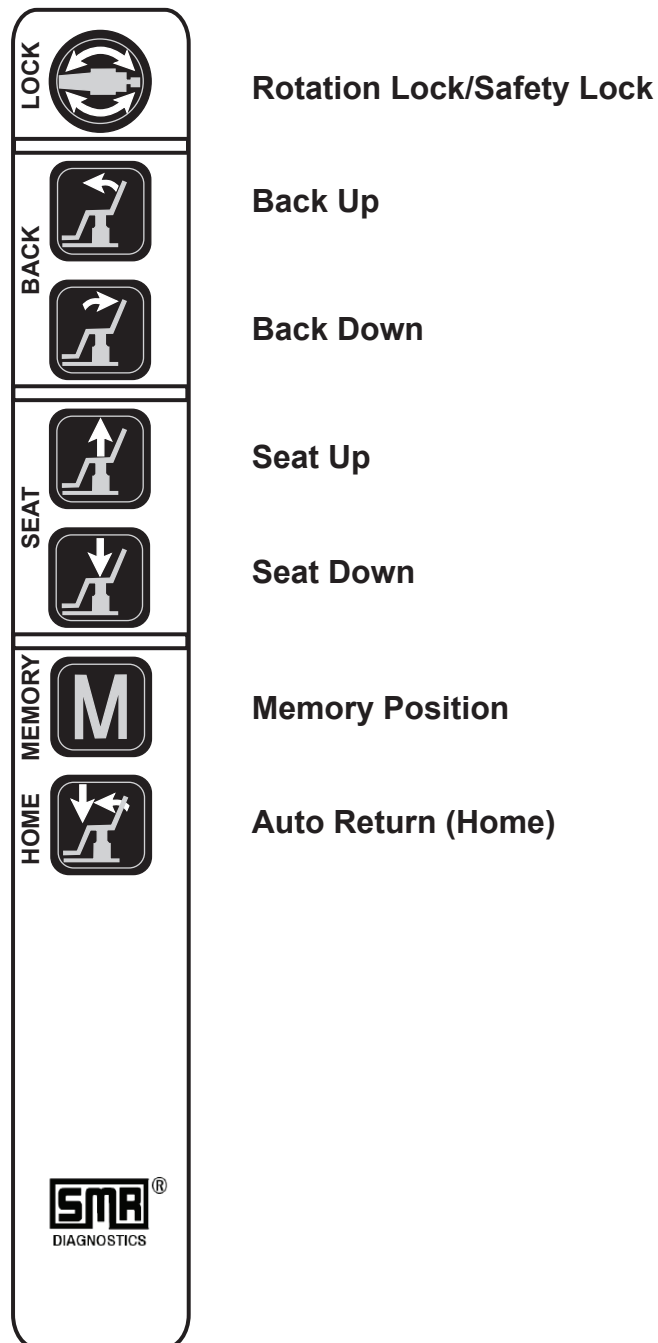 LOCK
Rotation Lock/Safety Lock
BACK
Back Up
Back Down
SEAT
Seat Up
Seat Down
MEMORY
M
Memory Position
HOME
Auto Return (Home)
SMR®
DIAGNOSTICS